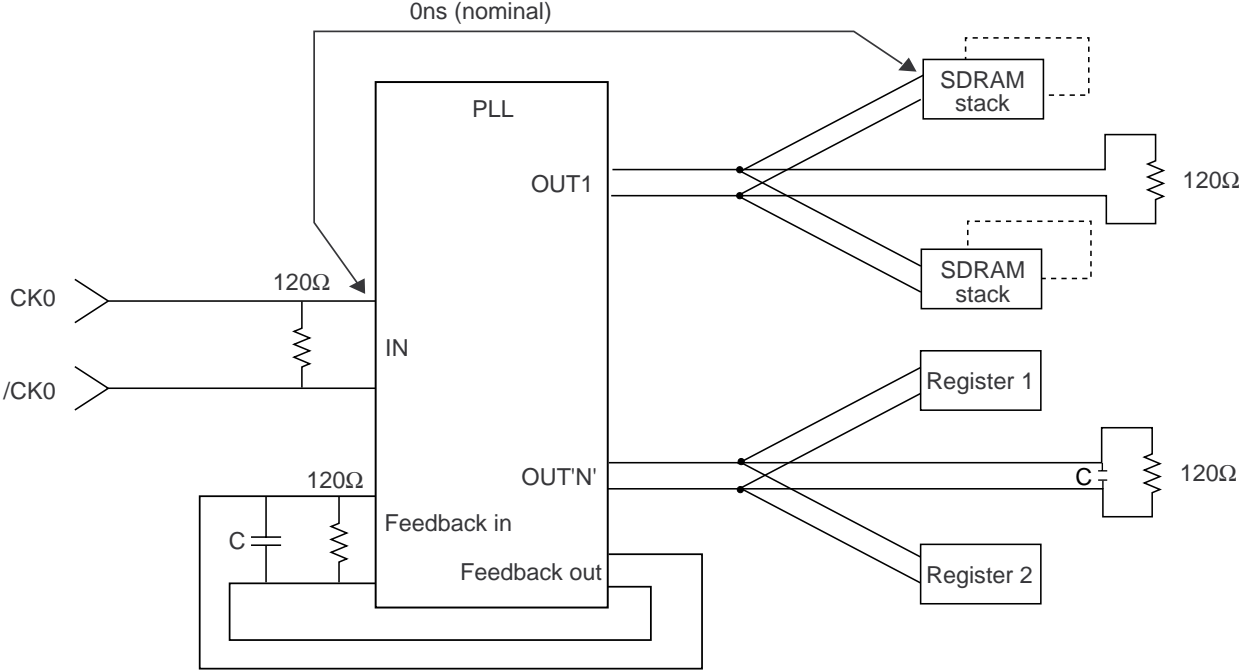 0ns (nominal)
PLL
SDRAM
stack
OUT1
120Ω
SDRAM
stack
CK0
120Ω
IN
/CK0
Register 1
120Ω
OUT'N'
C
120Ω
Feedback in
C
Feedback out
Register 2